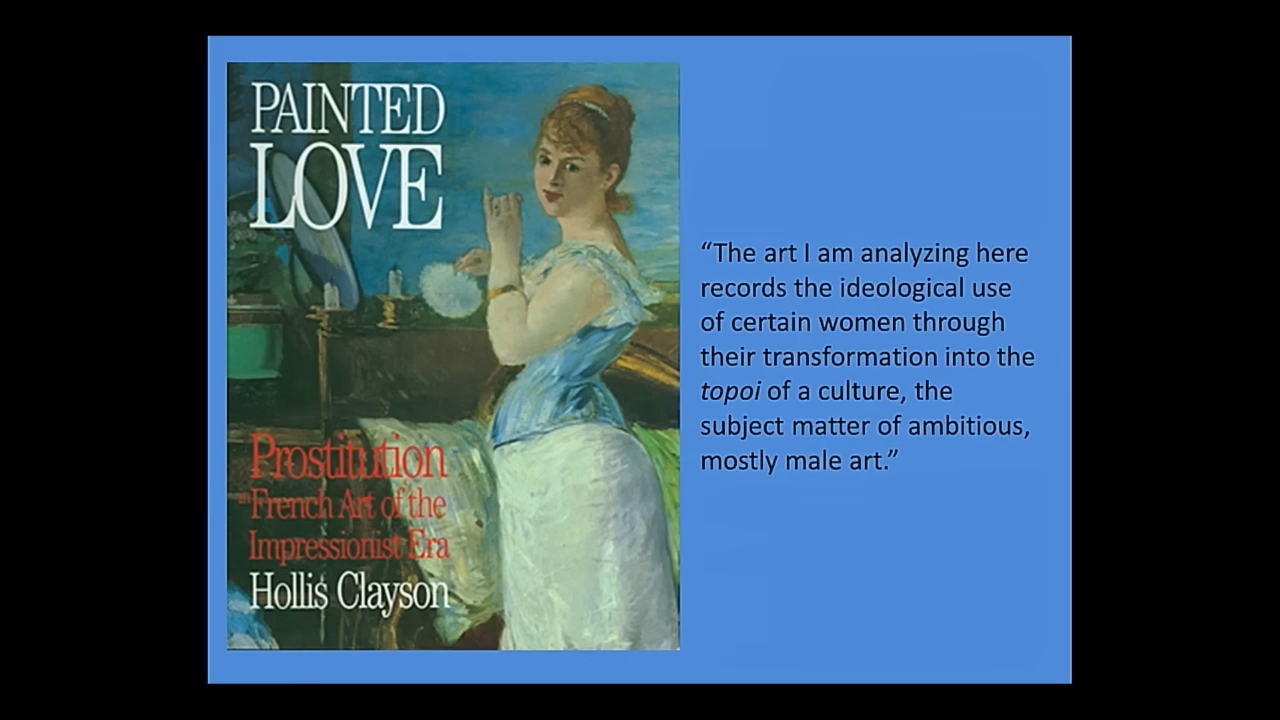 PAINTED
LOVE
Prostitution
in French Art of the
Impressionist Era
Hollis Clayson
“The art I am analyzing here
records the ideological use
of certain women through
their transformation into the
topoi of a culture, the
subject matter of ambitious,
mostly male art.”